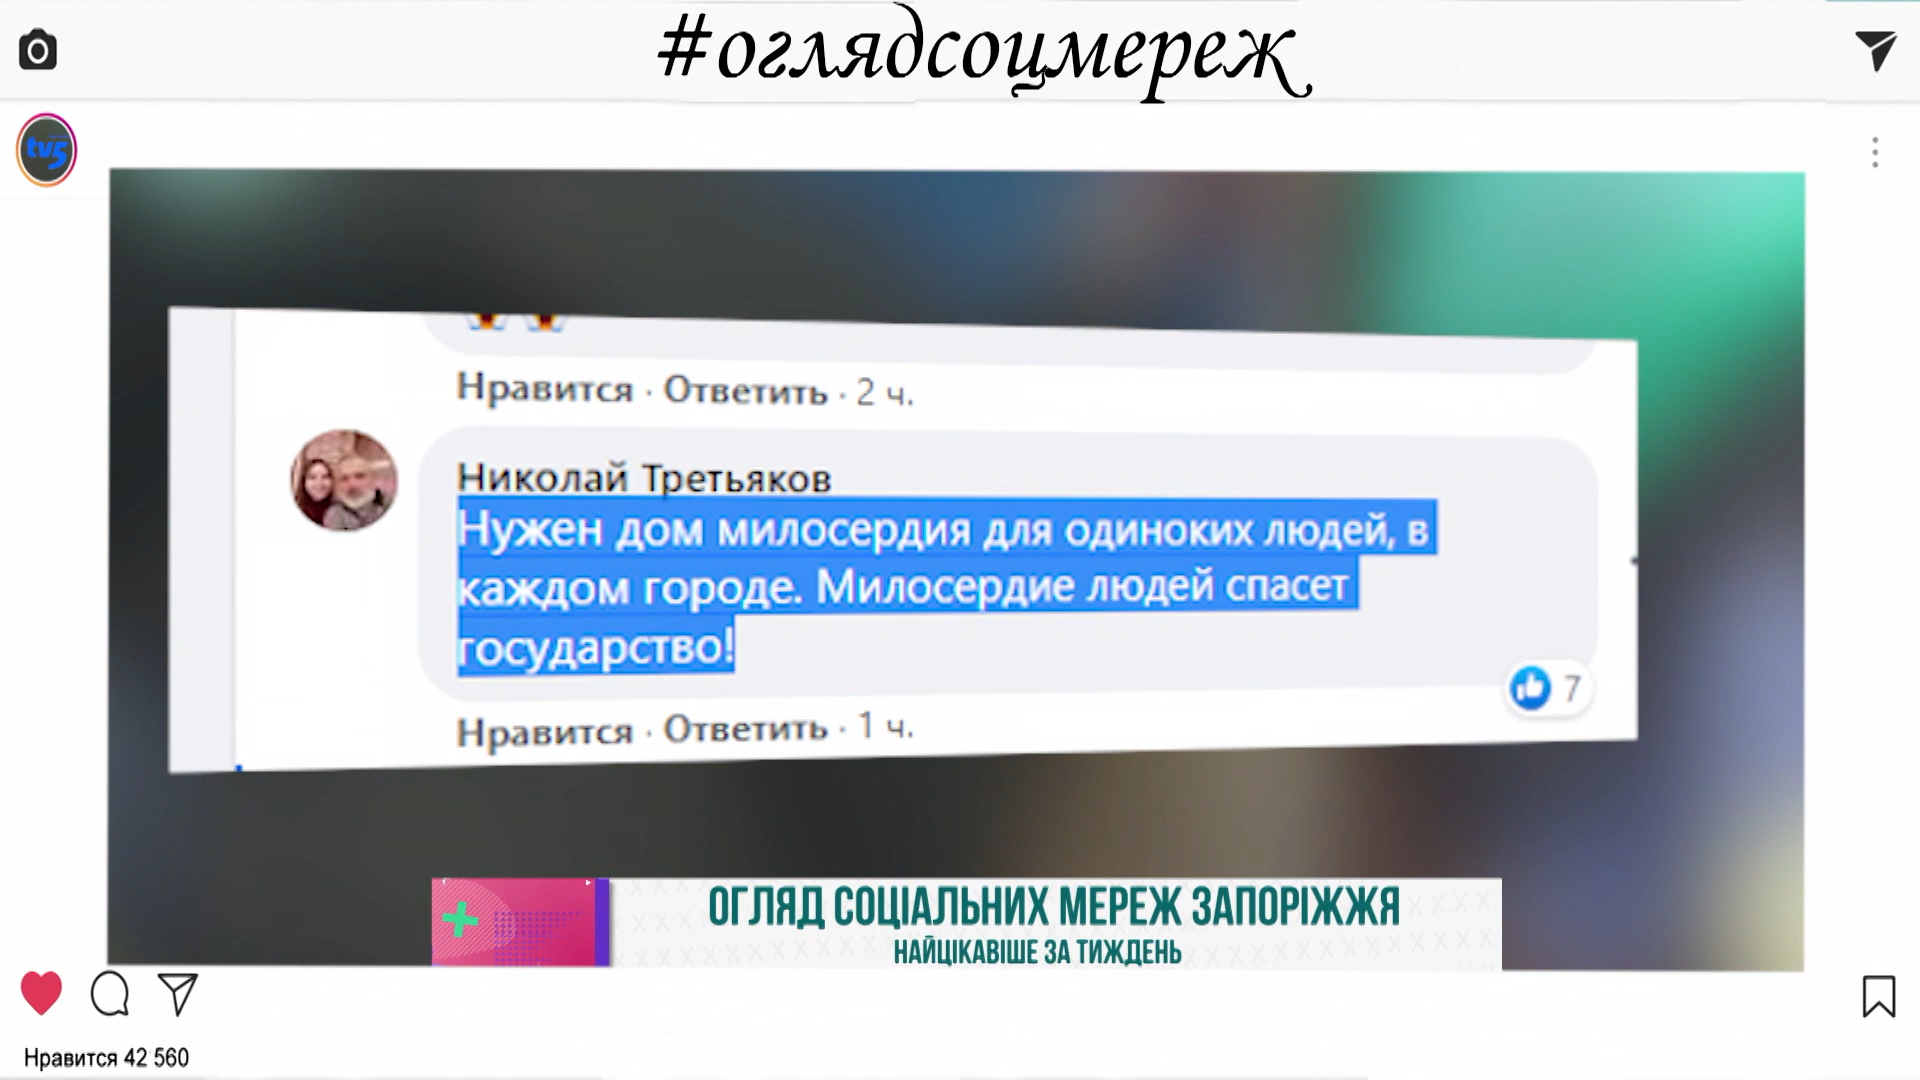 #оглядсоцмереж
tv5
Нравится · Ответить · 2 ч.
Николай Третьяков
Нужен дом милосердия для одиноких людей, в
каждом городе. Милосердие людей спасет
государство!
7
Нравится · Ответить · 1 ч.
ОГЛЯД СОЦІАЛЬНИХ МЕРЕЖ ЗАПОРІЖЖЯ
НАЙЦІКАВІШЕ ЗА ТИЖДЕНЬ
Нравится 42 560